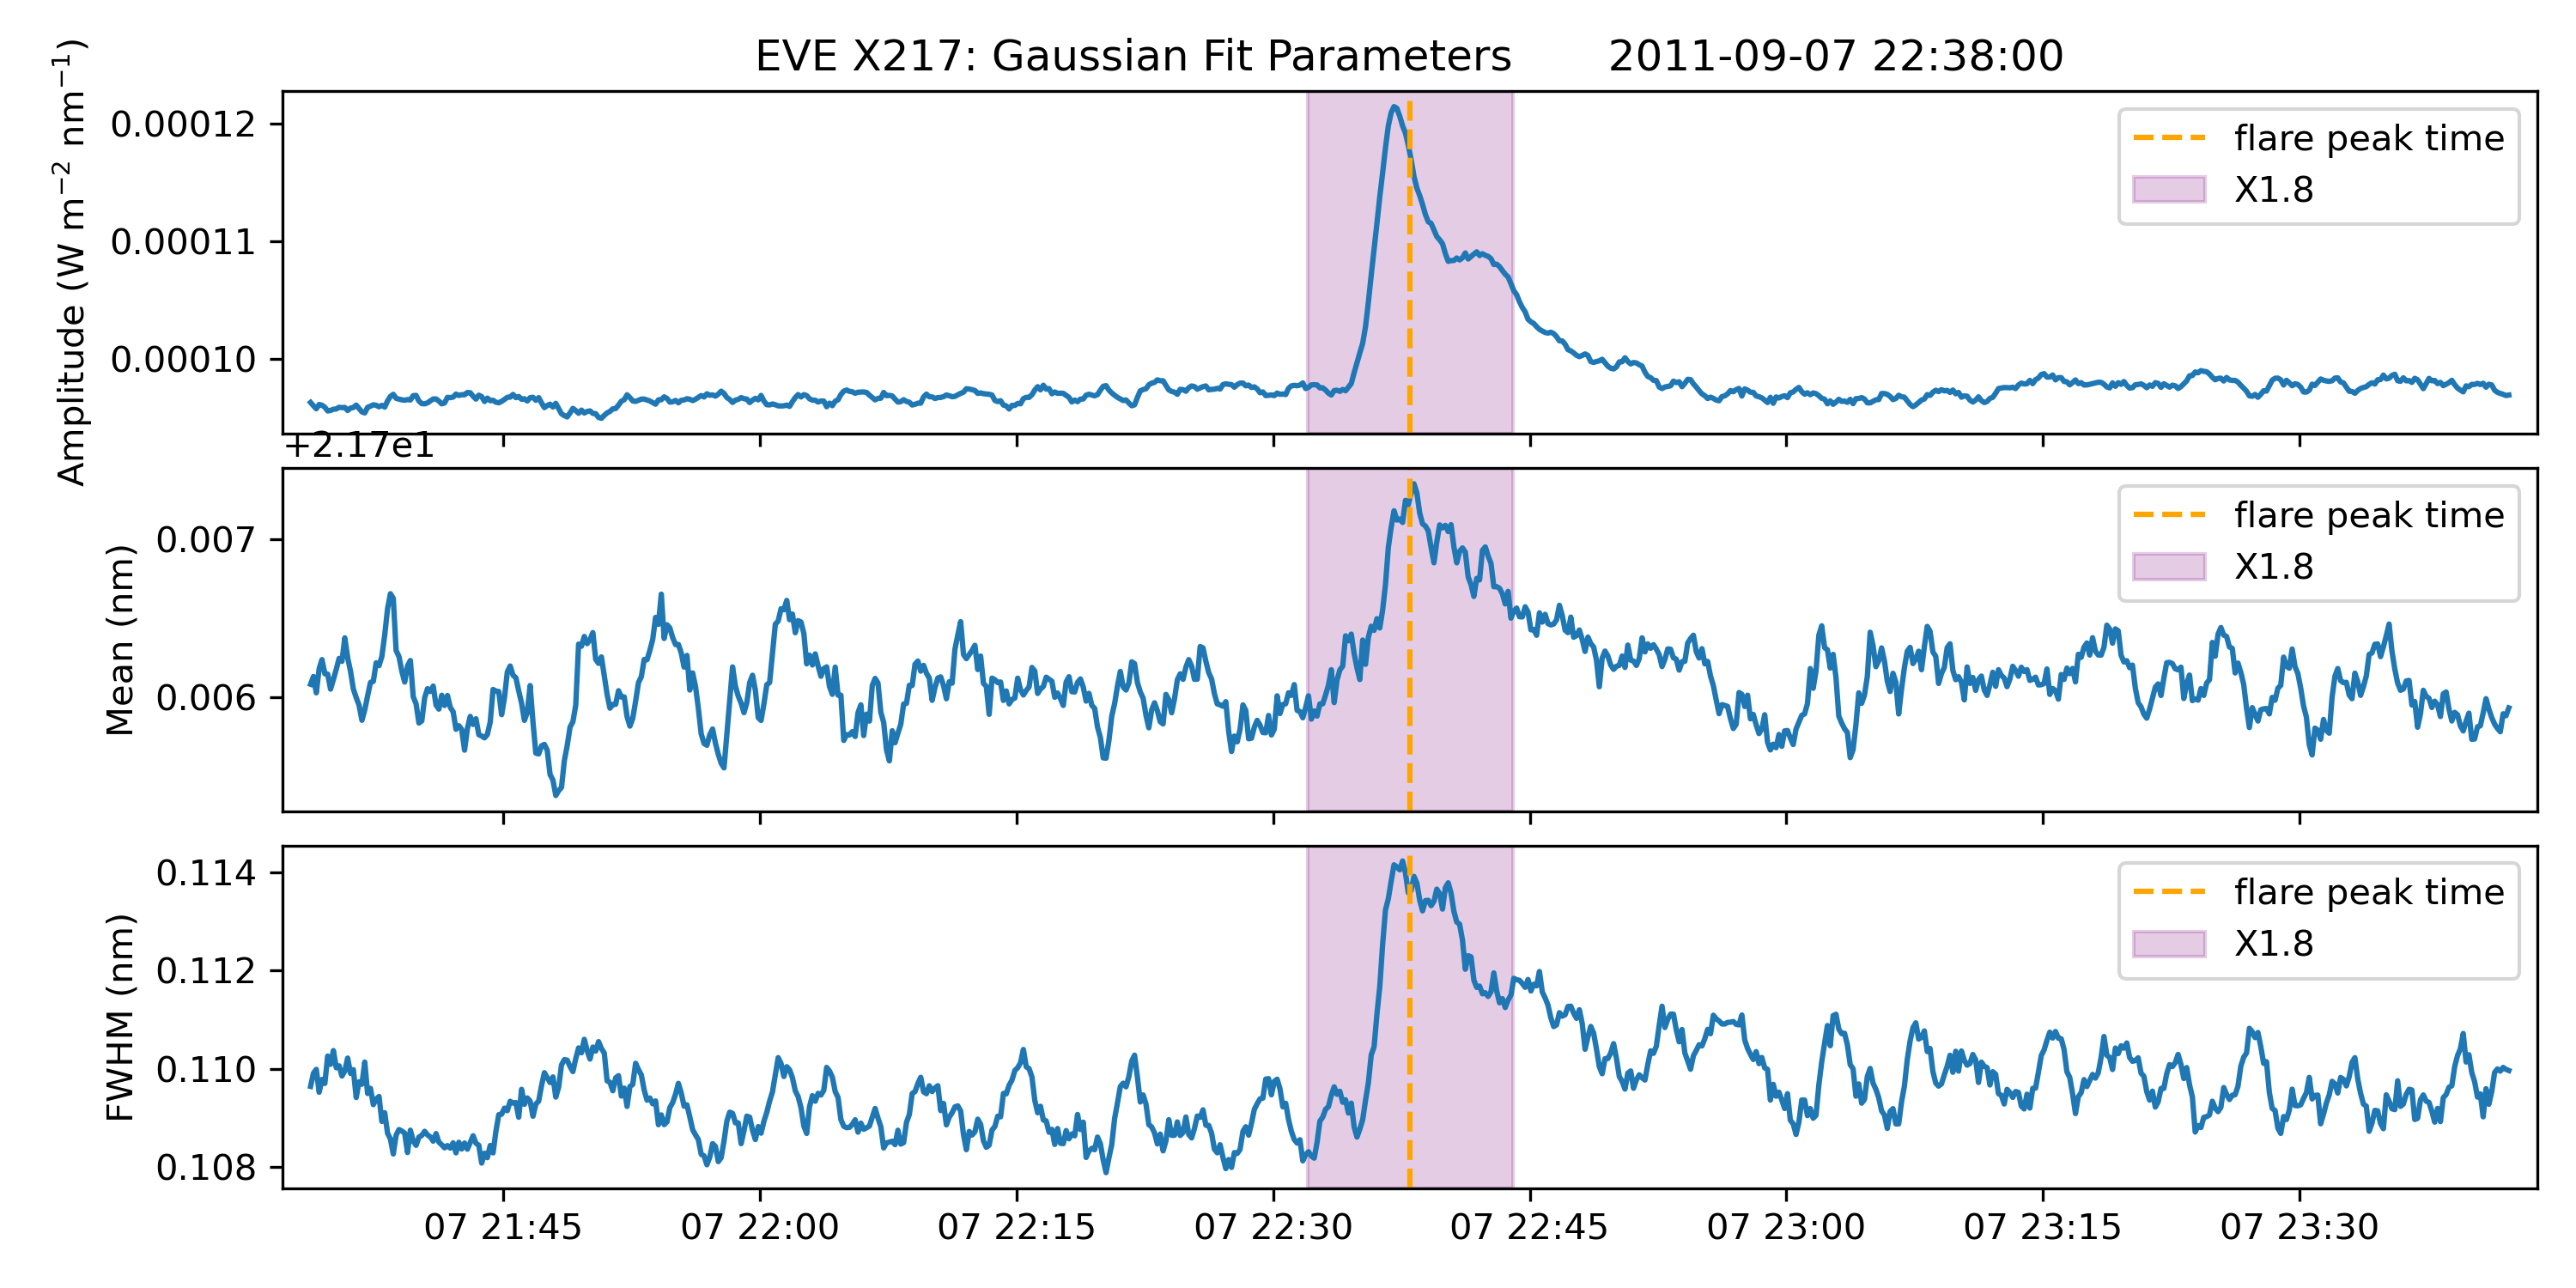 EVE X217: Gaussian Fit Parameters 2011-09-07 22:38:00
Amplitude (W m⁻² nm⁻¹)
0.00012
0.00011
0.00010
flare peak time
X1.8
+2.17e1
Mean (nm)
0.007
0.006
flare peak time
X1.8
FWHM (nm)
0.114
0.112
0.110
0.108
flare peak time
X1.8
07 21:45 07 22:00 07 22:15 07 22:30 07 22:45 07 23:00 07 23:15 07 23:30